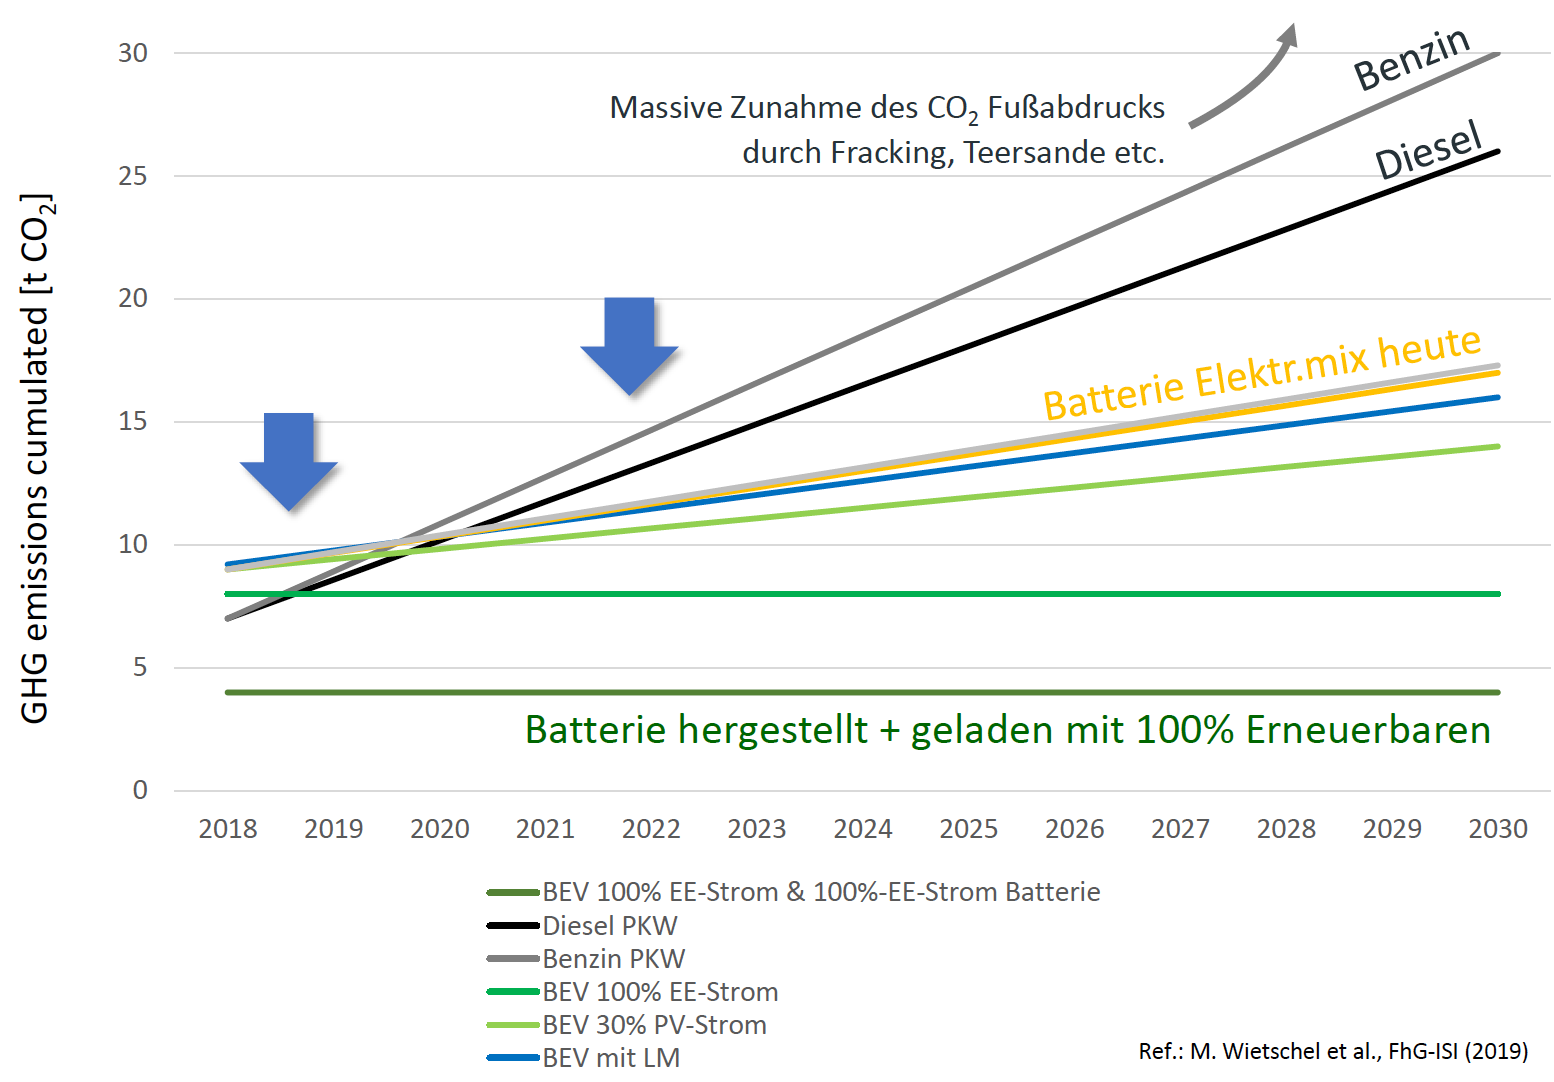 30
25
20
15
10
5
0
GHG emissions cumulated [t CO2]
Massive Zunahme des CO2 Fußabdrucks
durch Fracking, Teersande etc.
Benzin
Diesel
Batterie Elektr.mix heute
Batterie hergestellt + geladen mit 100% Erneuerbaren
2018 2019 2020 2021 2022 2023 2024 2025 2026 2027 2028 2029 2030
BEV 100% EE-Strom & 100%-EE-Strom Batterie
Diesel PKW
Benzin PKW
BEV 100% EE-Strom
BEV 30% PV-Strom
BEV mit LM
Ref.: M. Wietschel et al., FhG-ISI (2019)